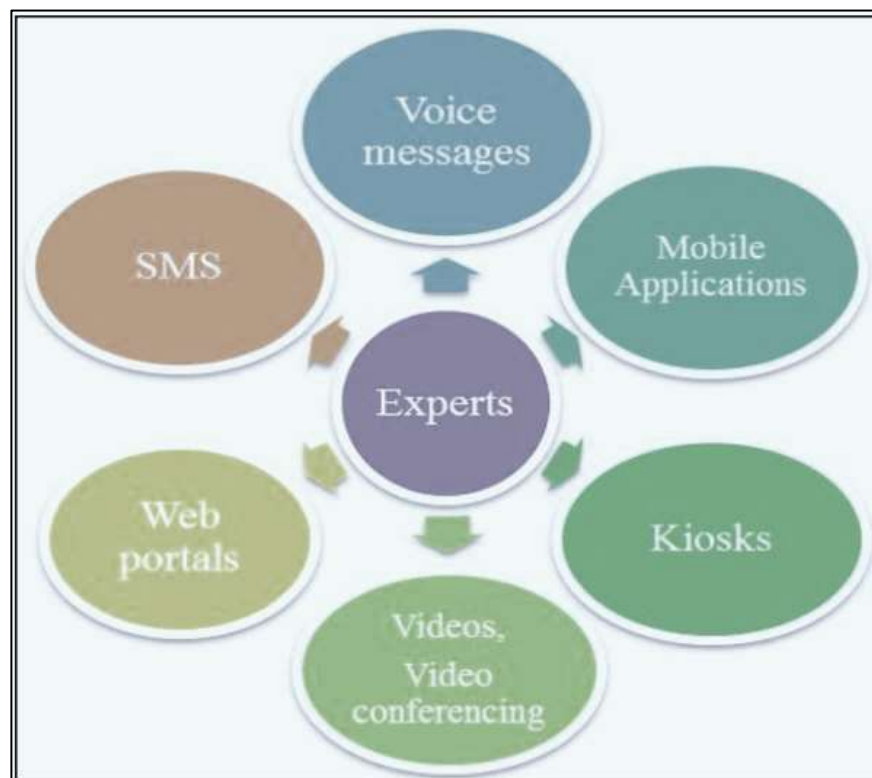 Voice
messages
Mobile
Applications
SMS
Experts
Kiosks
Web
portals
Videos,
Video
conferencing